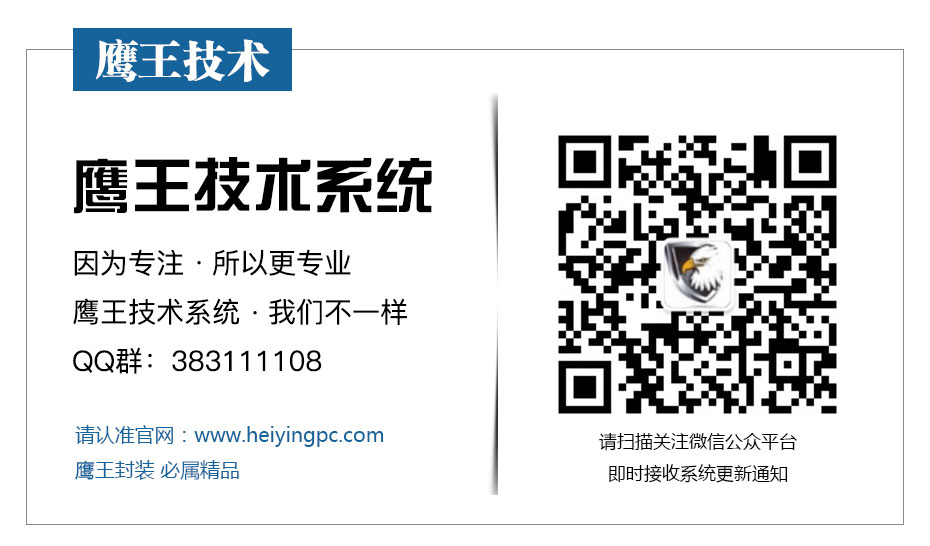 鹰王技术
鹰王技术系统
因为专注 · 所以更专业
鹰王技术系统 · 我们不一样
QQ群：383111108
请认准官网：www.heiyingpc.com
鹰王封装 必属精品
请扫描关注微信公众平台
即时接收系统更新通知